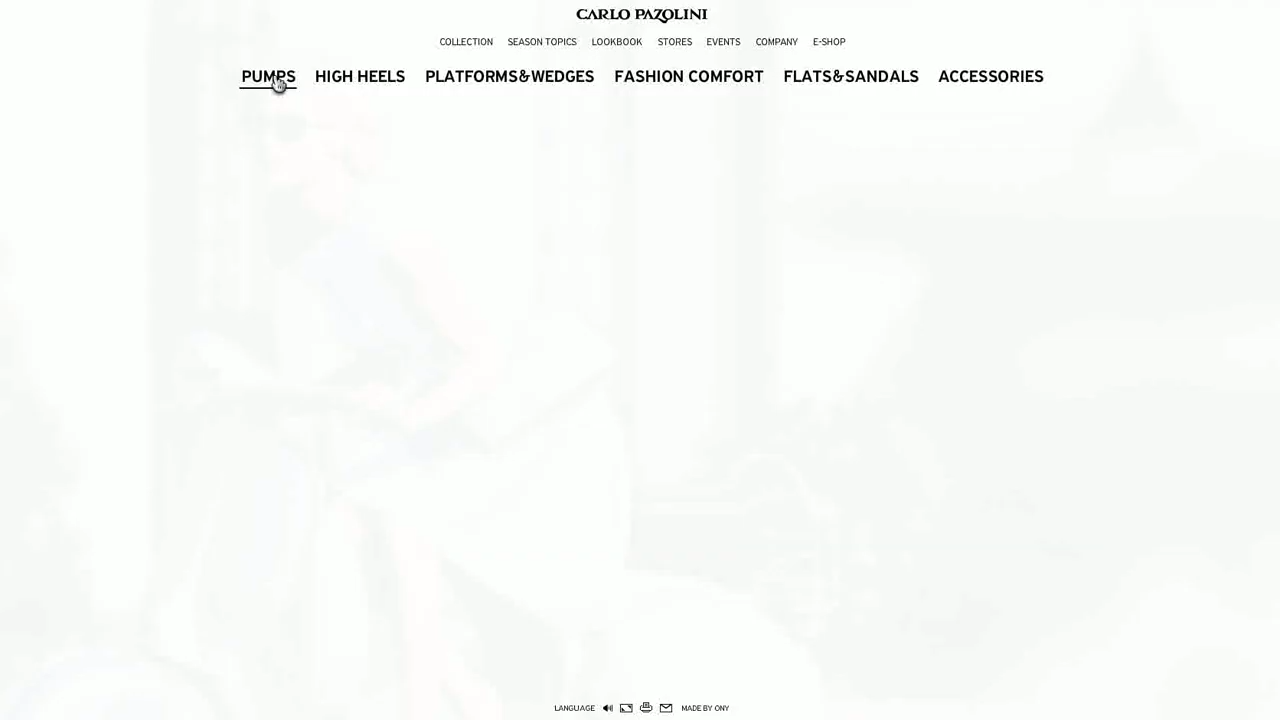 CARLO PAZOLINI
COLLECTION SEASON TOPICS LOOKBOOK STORES EVENTS COMPANY E-SHOP
PUMPS HIGH HEELS PLATFORMS&WEDGES FASHION COMFORT FLATS&SANDALS ACCESSORIES
LANGUAGE MADE BY ONY